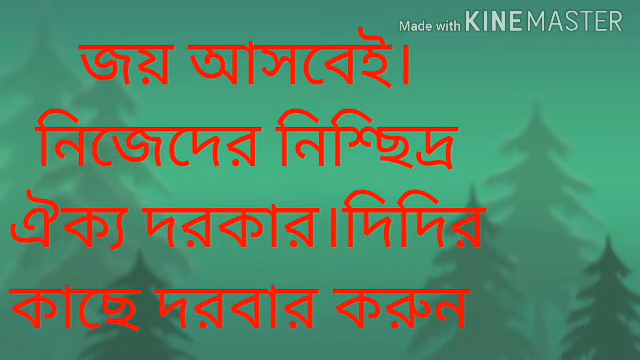 Made with KINEMASTER
জয় আসবেই।
নিজেদের নিশ্ছিদ্র
ঐক্য দরকার।দিদির
কাছে দরবার করুন